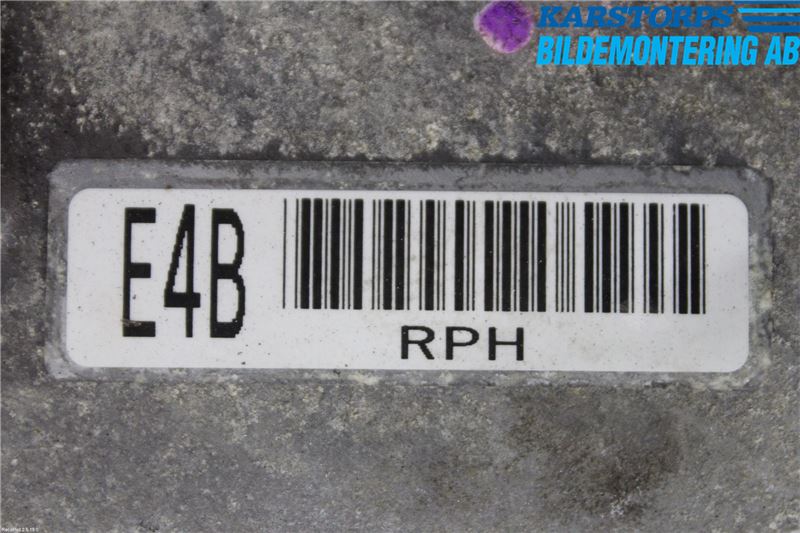 KARSTORPS
BILDEMONTERING AB
E4B
RPH